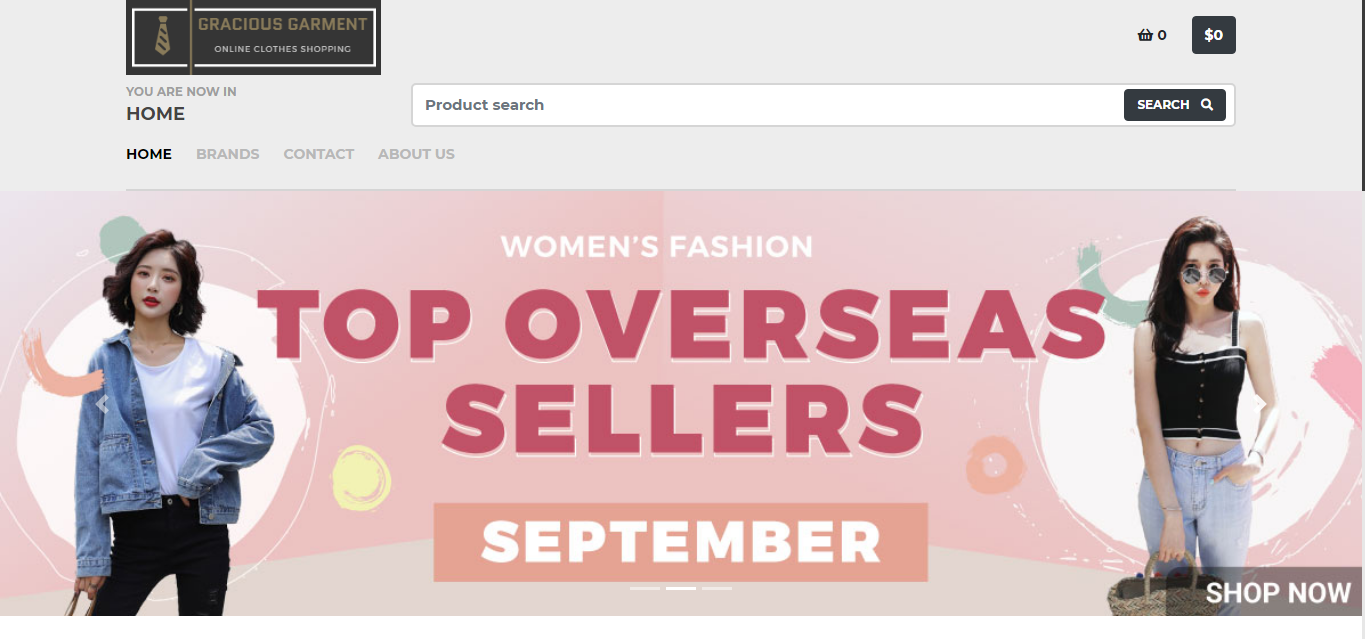 GRACIOUS GARMENT
ONLINE CLOTHES SHOPPING
0
$0
YOU ARE NOW IN
HOME
Product search
SEARCH
HOME BRANDS CONTACT ABOUT US
WOMEN'S FASHION
TOP OVERSEAS
SELLERS
SEPTEMBER
SHOP NOW